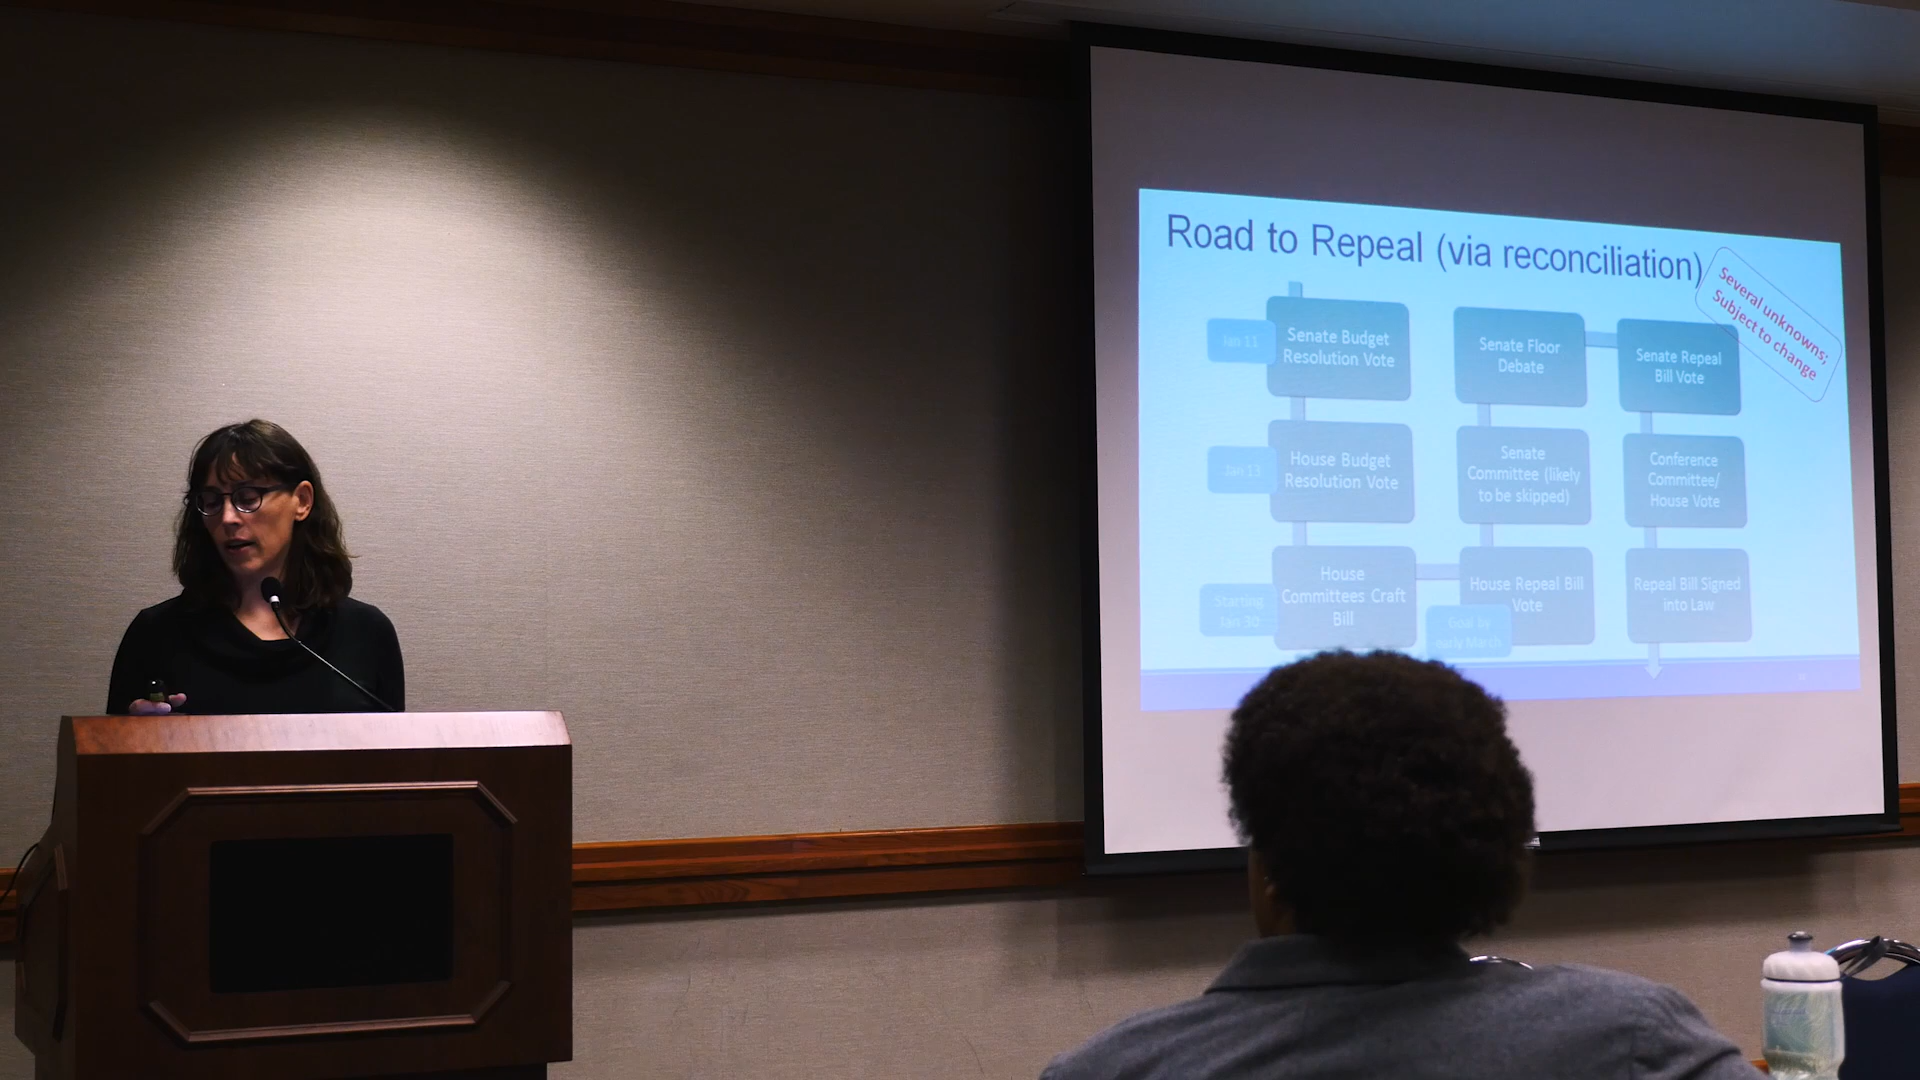 Road to Repeal (via reconciliation)
Several unknowns;
Subject to change
Jan 11
Senate Budget
Resolution Vote
Jan 13
House Budget
Resolution Vote
Starting
Jan 30
House
Committees Craft
Bill
Goal by
early March
House Repeal Bill
Vote
Senate
Committee (likely
to be skipped)
Senate Floor
Debate
Senate Repeal
Bill Vote
Conference
Committee/
House Vote
Repeal Bill Signed
into Law